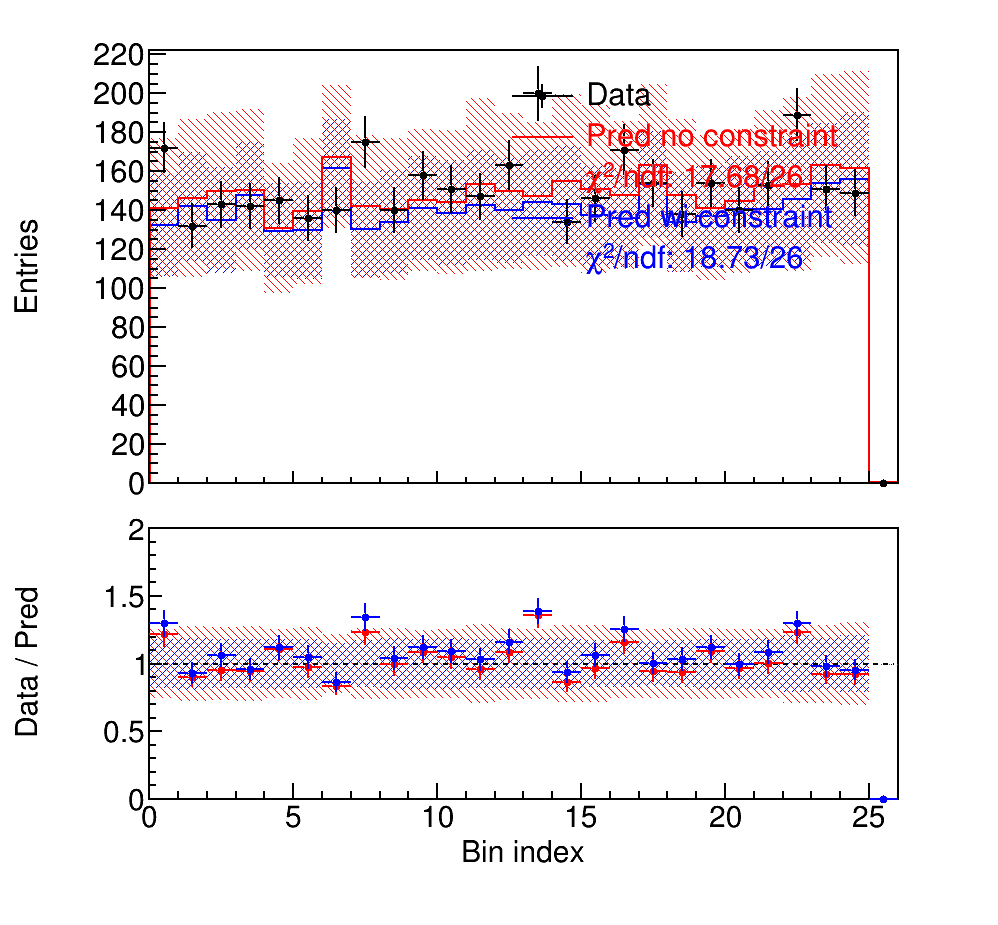 220
200
180
160
140
120
100
80
60
40
20
0
Entries
Data
Pred no constraint
χ²/ndf: 17.68/26
Pred wi constraint
χ²/ndf: 18.73/26
2
1.5
1
0.5
0
Data / Pred
0 5 10 15 20 25
Bin index